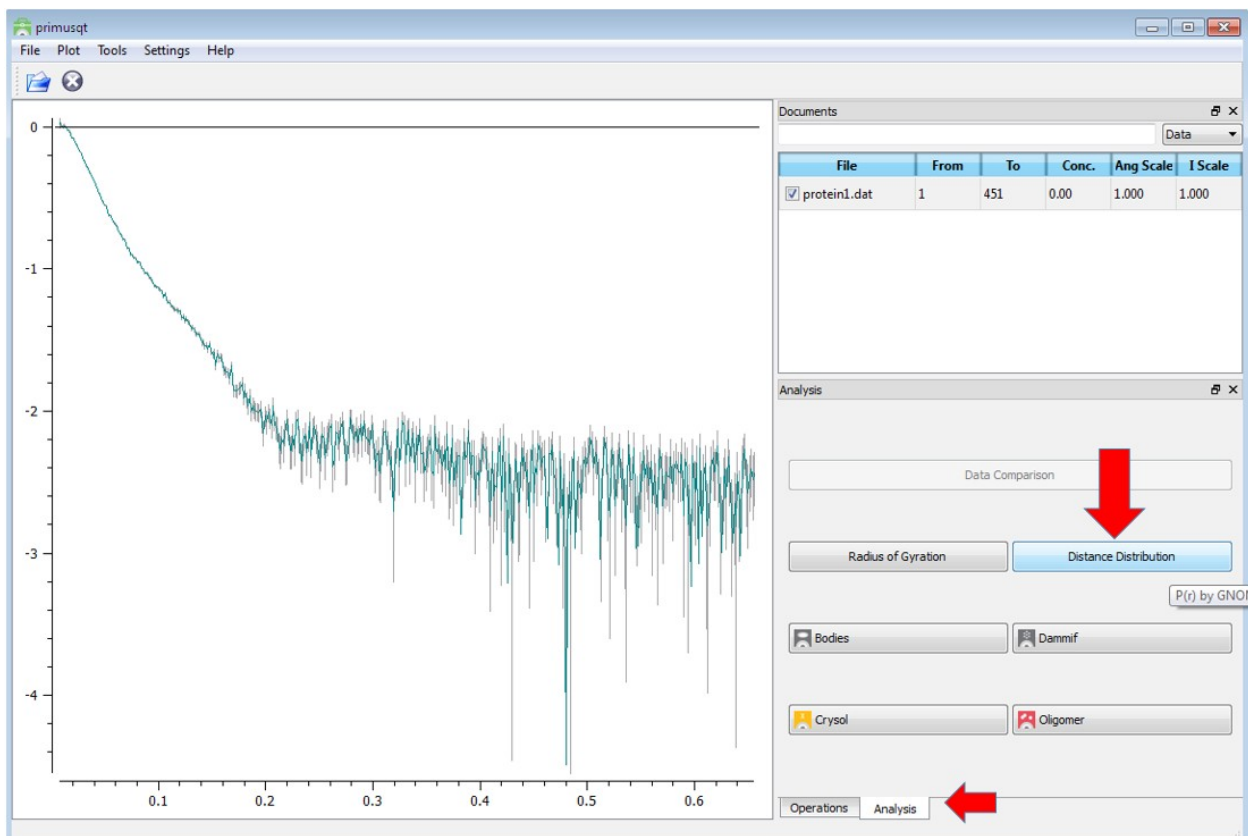 primusqt
File Plot Tools Settings Help
Documents
Data
File From To Conc. Ang Scale I Scale
protein1.dat 1 451 0.00 1.000 1.000
0
-1
-2
-3
-4
0.1 0.2 0.3 0.4 0.5 0.6
Analysis
Data Comparison
Radius of Gyration Distance Distribution
P(r) by GNO
Bodies Dammif
Crysol Oligomer
Operations Analysis